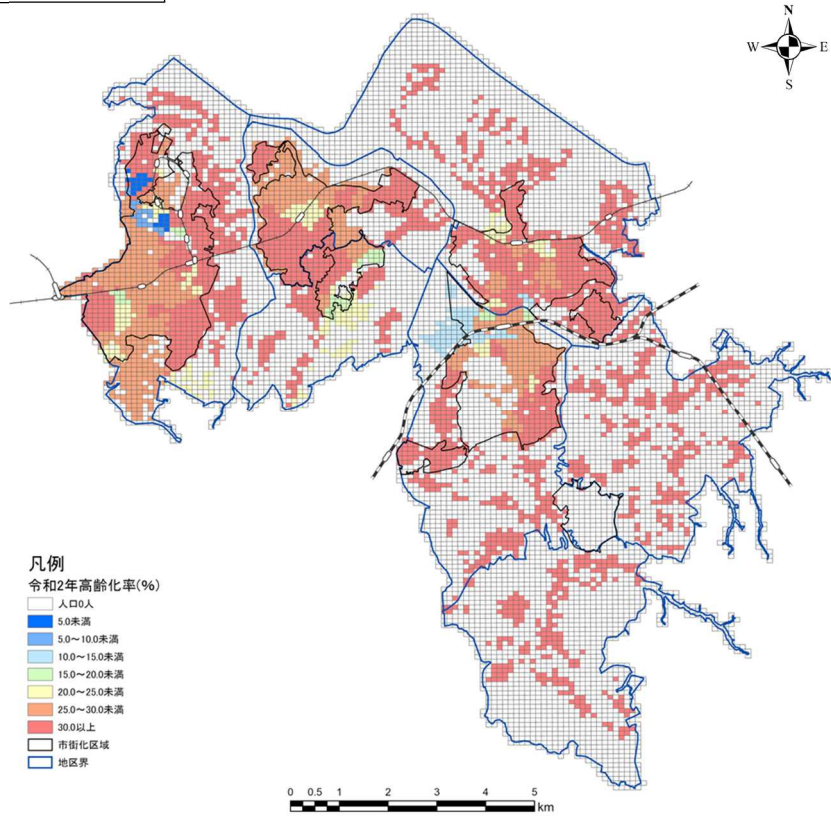 N
W E
S
凡例
令和2年高齢化率(%)
人口0人
5.0未満
5.0～10.0未満
10.0～15.0未満
15.0～20.0未満
20.0～25.0未満
25.0～30.0未満
30.0以上
市街化区域
地区界
0 0.5 1 2 3 4 5
km